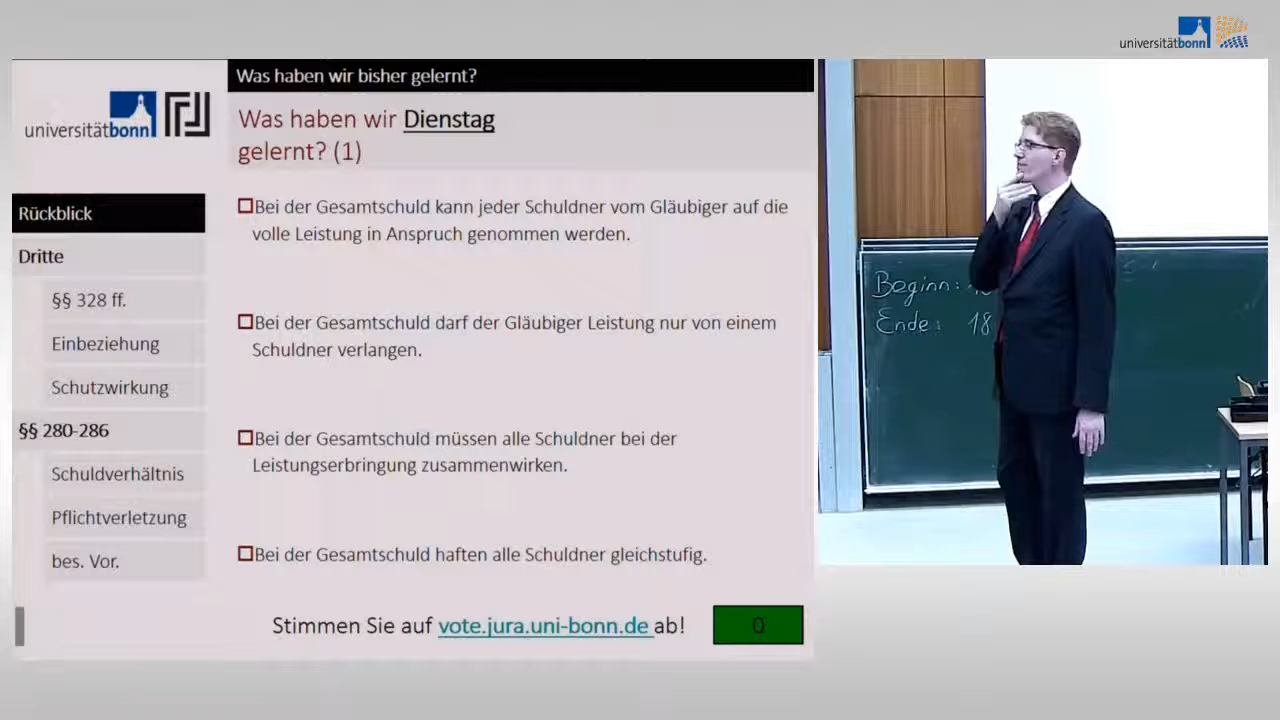 universitätbonn
Was haben wir bisher gelernt?
universitätbonn
Was haben wir Dienstag
gelernt? (1)
Rückblick
Dritte
§§ 328 ff.
Einbeziehung
Schutzwirkung
§§ 280-286
Schuldverhältnis
Pflichtverletzung
bes. Vor.
Bei der Gesamtschuld kann jeder Schuldner vom Gläubiger auf die
volle Leistung in Anspruch genommen werden.
Bei der Gesamtschuld darf der Gläubiger Leistung nur von einem
Schuldner verlangen.
Bei der Gesamtschuld müssen alle Schuldner bei der
Leistungserbringung zusammenwirken.
Bei der Gesamtschuld haften alle Schuldner gleichstufig.
Stimmen Sie auf vote.jura.uni-bonn.de ab!
0
Beginn:
Ende: 18